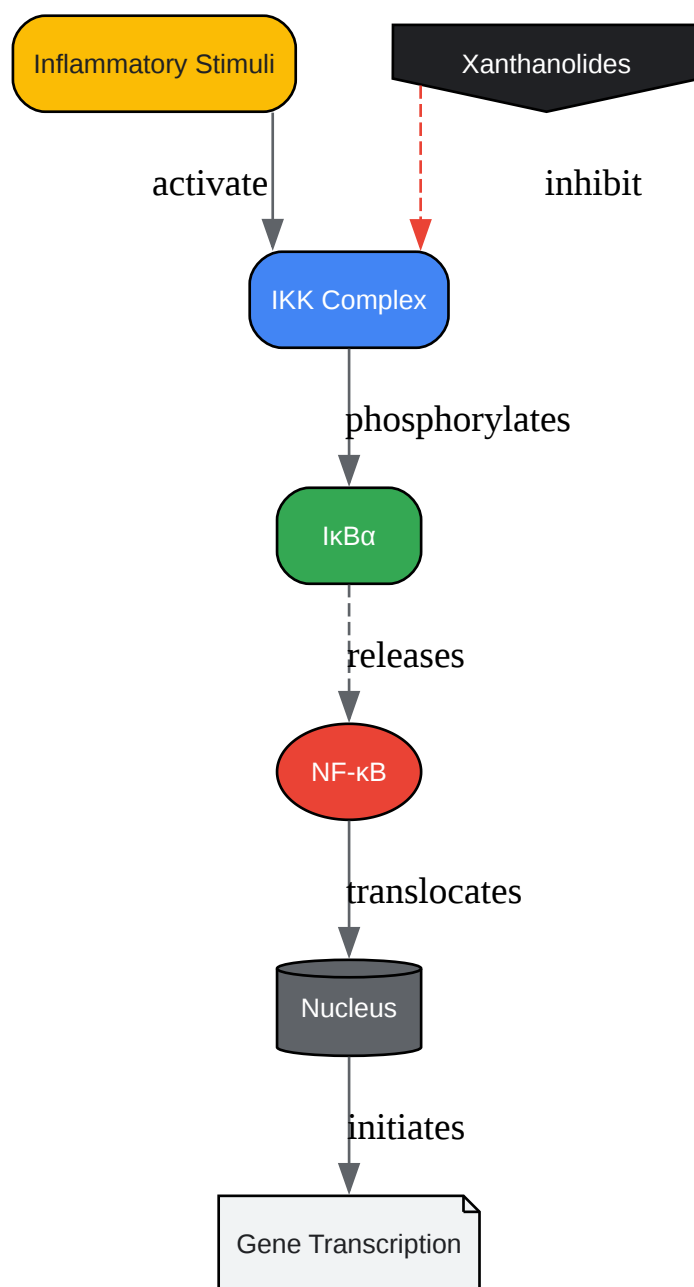 Inflammatory Stimuli
Xanthanolides
activate
inhibit
IKK Complex
phosphorylates
IκBα
releases
NF-κB
translocates
Nucleus
initiates
Gene Transcription